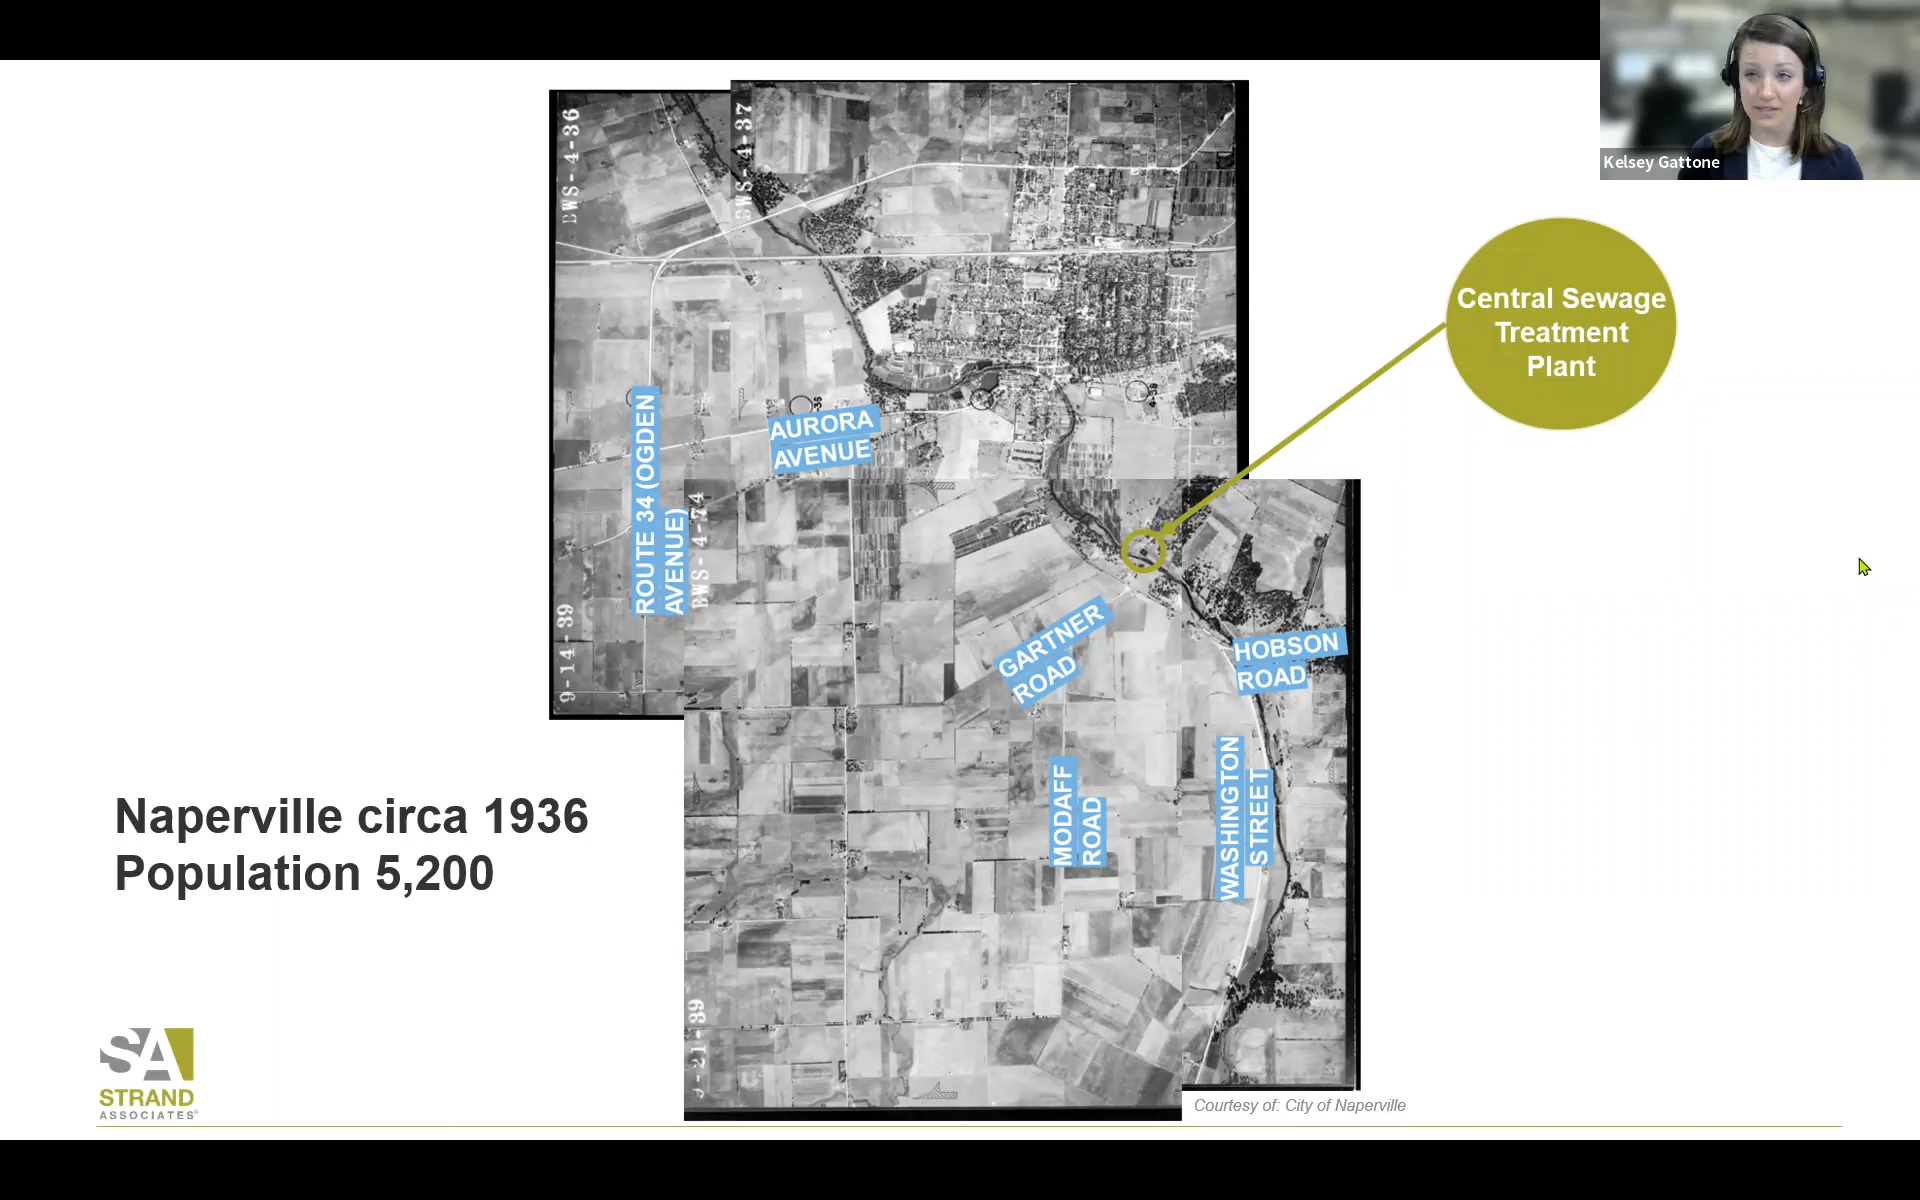 Kelsey Gattone
BWS-4-36
BWS-4-37
Central Sewage
Treatment
Plant
AURORA
AVENUE
ROUTE 34 (OGDEN
AVENUE)
BWS-4-74
9-14-39
GARTNER
ROAD
HOBSON
ROAD
MODAFF
ROAD
WASHINGTON
STREET
Naperville circa 1936
Population 5,200
SA
STRAND
ASSOCIATES®
Courtesy of: City of Naperville